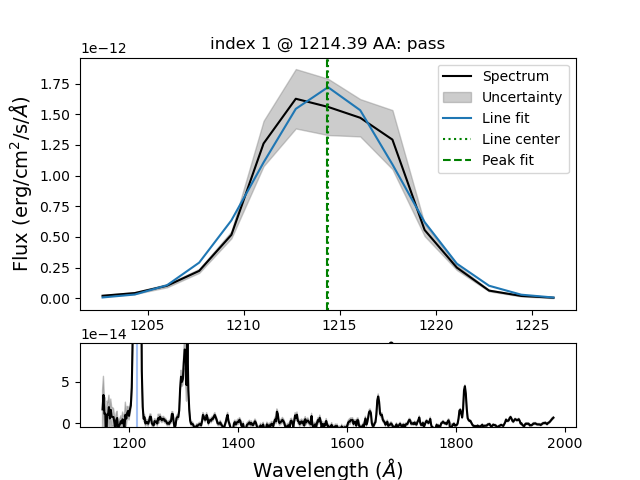 index 1 @ 1214.39 AA: pass
1e−12
Flux (erg/cm²/s/Å)
1.75
1.50
1.25
1.00
0.75
0.50
0.25
0.00
Spectrum
Uncertainty
Line fit
Line center
Peak fit
1205 1210 1215 1220 1225
1e−14
5
0
1200 1400 1600 1800 2000
Wavelength (Å)